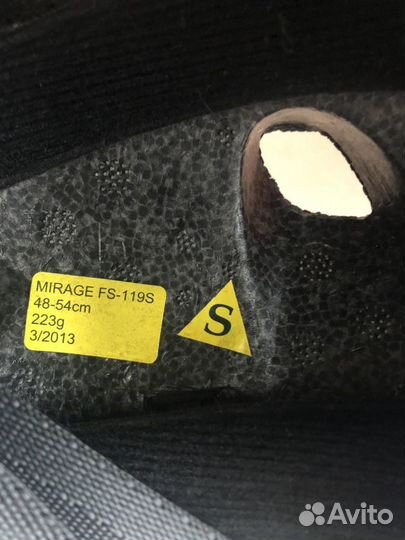 MIRAGE FS-119S
48-54cm
223g
3/2013
S
Avito